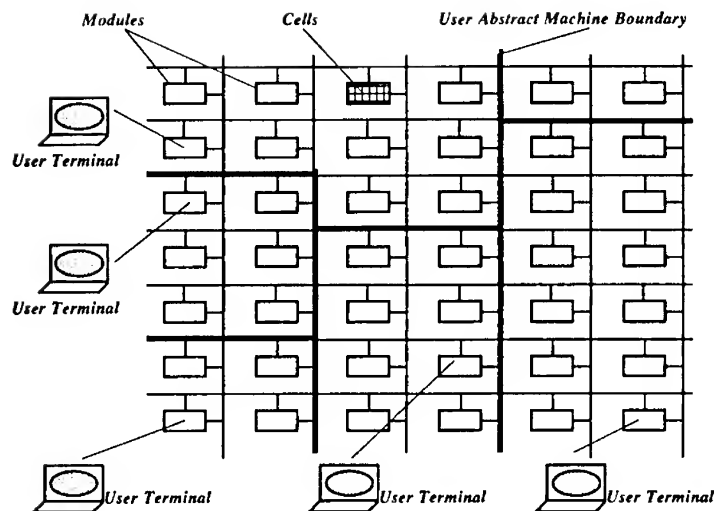 Modules
Cells
User Abstract Machine Boundary
User Terminal
User Terminal
User Terminal
User Terminal
User Terminal